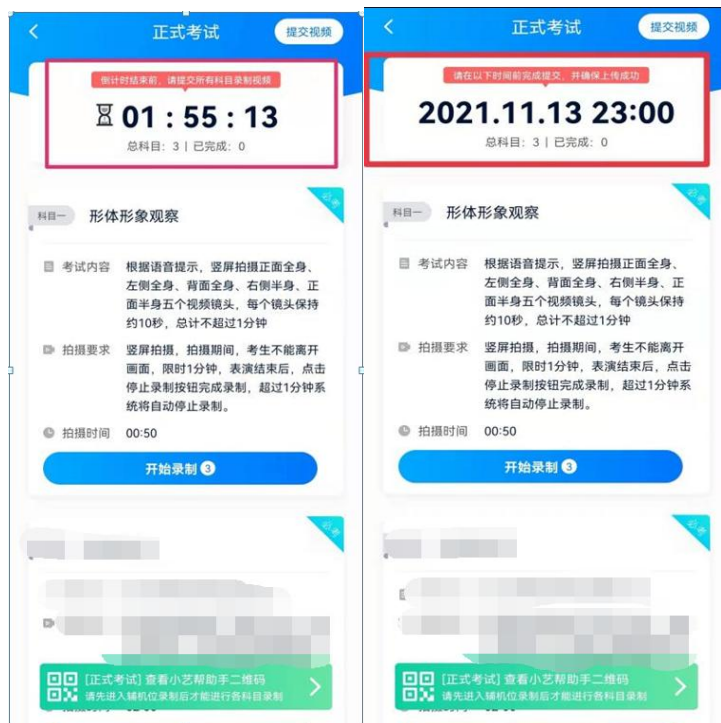 正式考试
提交视频
倒计时结束前，请提交所有科目录制视频
01 : 55 : 13
总科目：3 | 已完成：0
必考
科目一
形体形象观察
考试内容
根据语音提示，竖屏拍摄正面全身、
左侧全身、背面全身、右侧半身、正
面半身五个视频镜头，每个镜头保持
约10秒，总计不超过1分钟
拍摄要求
竖屏拍摄，拍摄期间，考生不能离开
画面，限时1分钟，表演结束后，点击
停止录制按钮完成录制，超过1分钟系
统将自动停止录制。
拍摄时间
00:50
开始录制 3
必考
[正式考试] 查看小艺帮助手二维码
请先进入辅机位录制后才能进行各科目录制
正式考试
提交视频
请在以下时间前完成提交，并确保上传成功
2021.11.13 23:00
总科目：3 | 已完成：0
必考
科目一
形体形象观察
考试内容
根据语音提示，竖屏拍摄正面全身、
左侧全身、背面全身、右侧半身、正
面半身五个视频镜头，每个镜头保持
约10秒，总计不超过1分钟
拍摄要求
竖屏拍摄，拍摄期间，考生不能离开
画面，限时1分钟，表演结束后，点击
停止录制按钮完成录制，超过1分钟系
统将自动停止录制。
拍摄时间
00:50
开始录制 3
必考
[正式考试] 查看小艺帮助手二维码
请先进入辅机位录制后才能进行各科目录制